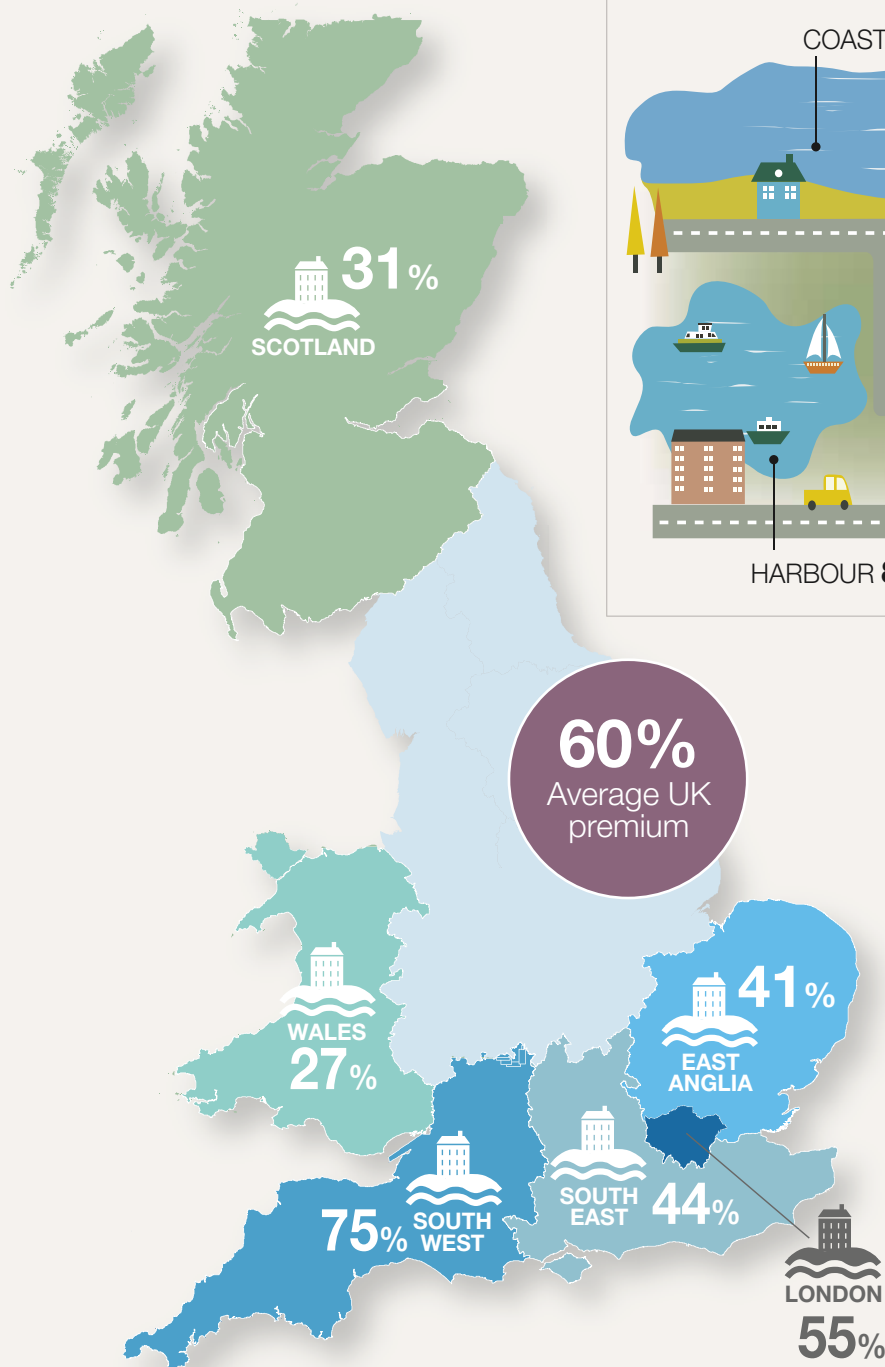 COAST
31%
SCOTLAND
HARBOUR &
60%
Average UK
premium
41%
EAST
ANGLIA
WALES
27%
SOUTH
EAST
44%
75%
SOUTH
WEST
LONDON
55%